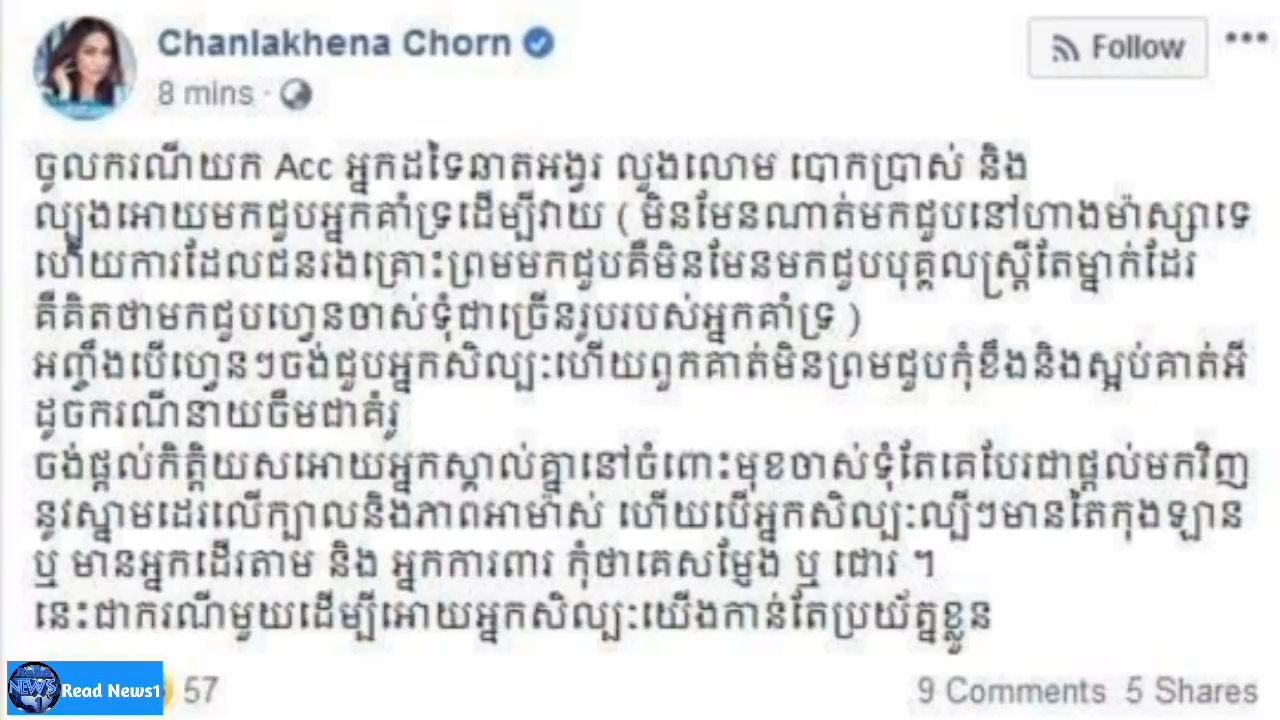 Chanlakhena Chorn
8 mins ·
Follow
ចូលករណីយក Acc អ្នកដទៃឆាតអង្វរ លួងលោម បោកប្រាស់ និង
ល្បួងអោយមកជួបអ្នកគាំទ្រដើម្បីវាយ ( មិនមែនណាត់មកជួបនៅហាងម៉ាស្សាទេ
ហើយការដែលជនរងគ្រោះព្រមមកជួបគឺមិនមែនមកជួបបុគ្គលស្ត្រីតែម្នាក់ដែរ
គឺគិតថាមកជួបហ្វេនចាស់ទុំជាច្រើនរូបរបស់អ្នកគាំទ្រ )
អញ្ចឹងបើហ្វេនៗចង់ជួបអ្នកសិល្បៈហើយពួកគាត់មិនព្រមជួបកុំខឹងនិងស្អប់គាត់អី
ដូចករណីនាយចឹមជាគំរូ
ចង់ផ្តល់កិត្តិយសអោយអ្នកស្គាល់គ្នានៅចំពោះមុខចាស់ទុំតែគេបែរជាផ្តល់មកវិញ
នូវស្នាមដេរលើក្បាលនិងភាពអាម៉ាស់ ហើយបើអ្នកសិល្បៈល្បីៗមានតៃកុងឡាន
ឬ មានអ្នកដើរតាម និង អ្នកការពារ កុំថាគេសម្ញែង ឬ ជោរ ។
នេះជាករណីមួយដើម្បីអោយអ្នកសិល្បៈយើងកាន់តែប្រយ័ត្នខ្លួន
NEWS 1 Read News1
57
9 Comments 5 Shares